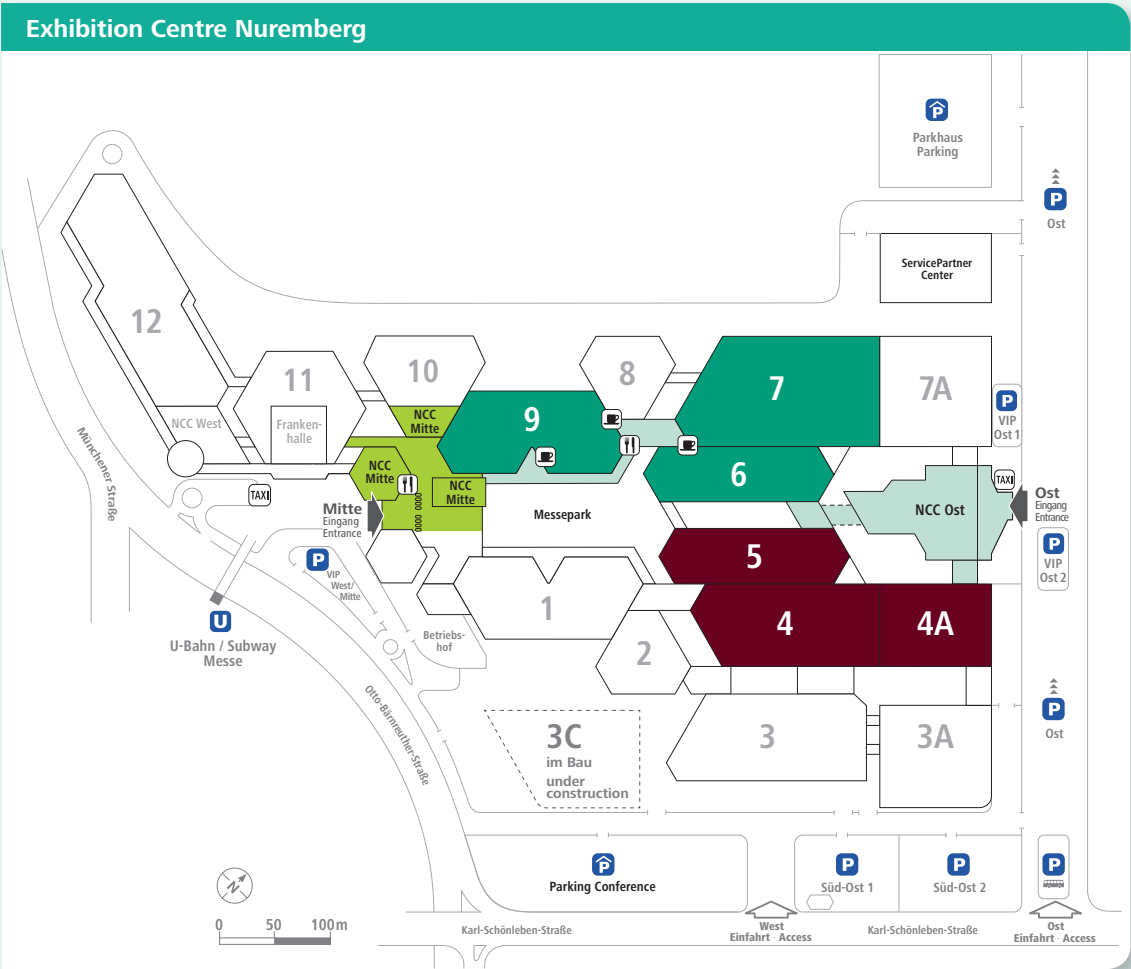 Exhibition Centre Nuremberg
P
Parkhaus
Parking
P
Ost
ServicePartner
Center
12
11
10
8
7
7A
9
NCC
Mitte
P
VIP
Ost 1
NCC West
Franken-
halle
NCC
Mitte
6
NCC
Mitte
TAXI
TAXI
Münchener Straße
Mitte
Eingang
Entrance
0000 0000
Messepark
NCC Ost
Ost
Eingang
Entrance
P
VIP
Ost 2
5
P
VIP
West/
Mitte
1
4
4A
U
U-Bahn / Subway
Messe
Betriebs-
hof
2
Otto-Bärnreuther-Straße
3C
im Bau
under
construction
3
3A
P
Ost
P
Parking Conference
P
Süd-Ost 1
P
Süd-Ost 2
P
N
0 50 100 m
Karl-Schönleben-Straße
West
Einfahrt · Access
Karl-Schönleben-Straße
Ost
Einfahrt · Access